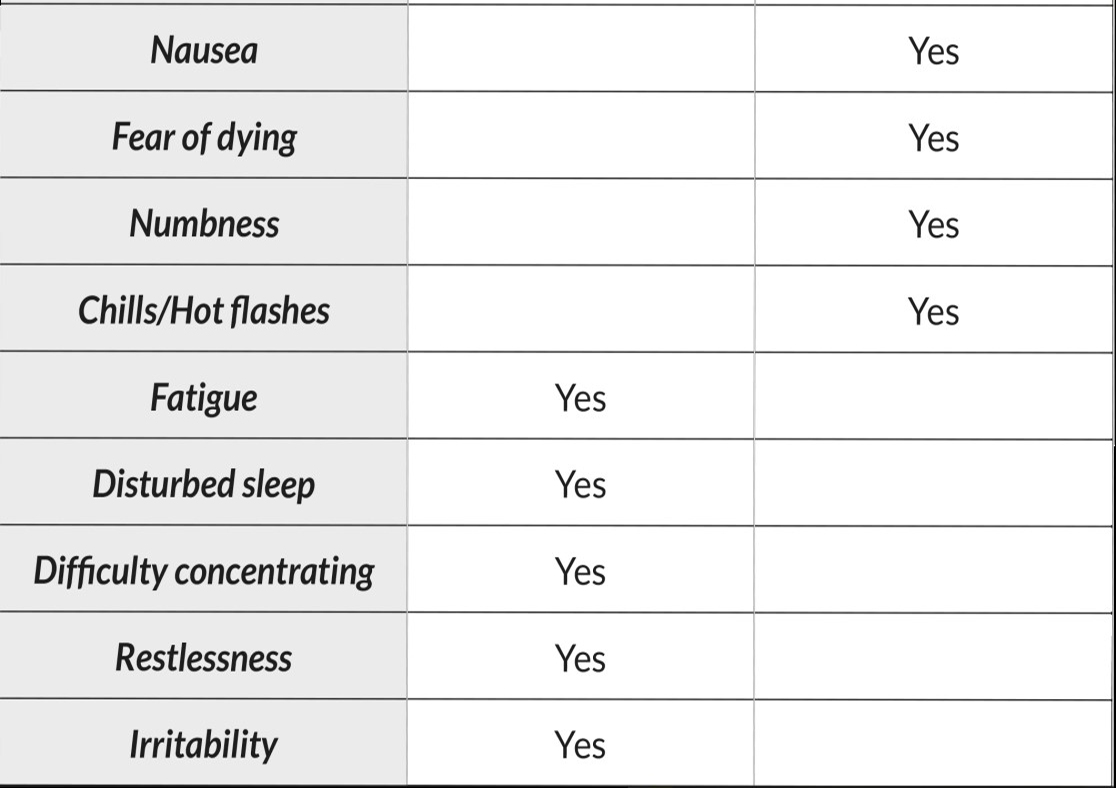 Nausea Yes
Fear of dying Yes
Numbness Yes
Chills/Hot flashes Yes
Fatigue Yes
Disturbed sleep Yes
Difficulty concentrating Yes
Restlessness Yes
Irritability Yes